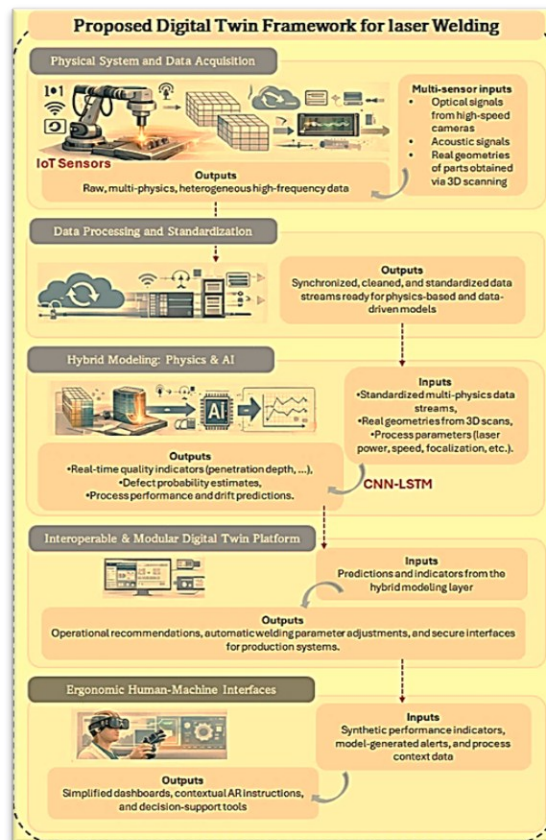 Proposed Digital Twin Framework for laser Welding
Physical System and Data Acquisition
IoT Sensors
Multi-sensor inputs
• Optical signals
from high-speed
cameras
• Acoustic signals
• Real geometries
of parts obtained
via 3D scanning
Outputs
Raw, multi-physics, heterogeneous high-frequency data
Data Processing and Standardization
Outputs
Synchronized, cleaned, and standardized data
streams ready for physics-based and data-
driven models
Hybrid Modeling: Physics & AI
AI
Inputs
•Standardized multi-physics data
streams,
•Real geometries from 3D scans,
•Process parameters (laser
power, speed, focalization, etc.).
Outputs
•Real-time quality indicators (penetration depth, ...),
•Defect probability estimates,
•Process performance and drift predictions.
CNN-LSTM
Interoperable & Modular Digital Twin Platform
Inputs
Predictions and indicators from the
hybrid modeling layer
Outputs
Operational recommendations, automatic welding parameter adjustments, and secure interfaces
for production systems.
Ergonomic Human-Machine Interfaces
Inputs
Synthetic performance indicators,
model-generated alerts, and process
context data
Outputs
Simplified dashboards, contextual AR instructions,
and decision-support tools